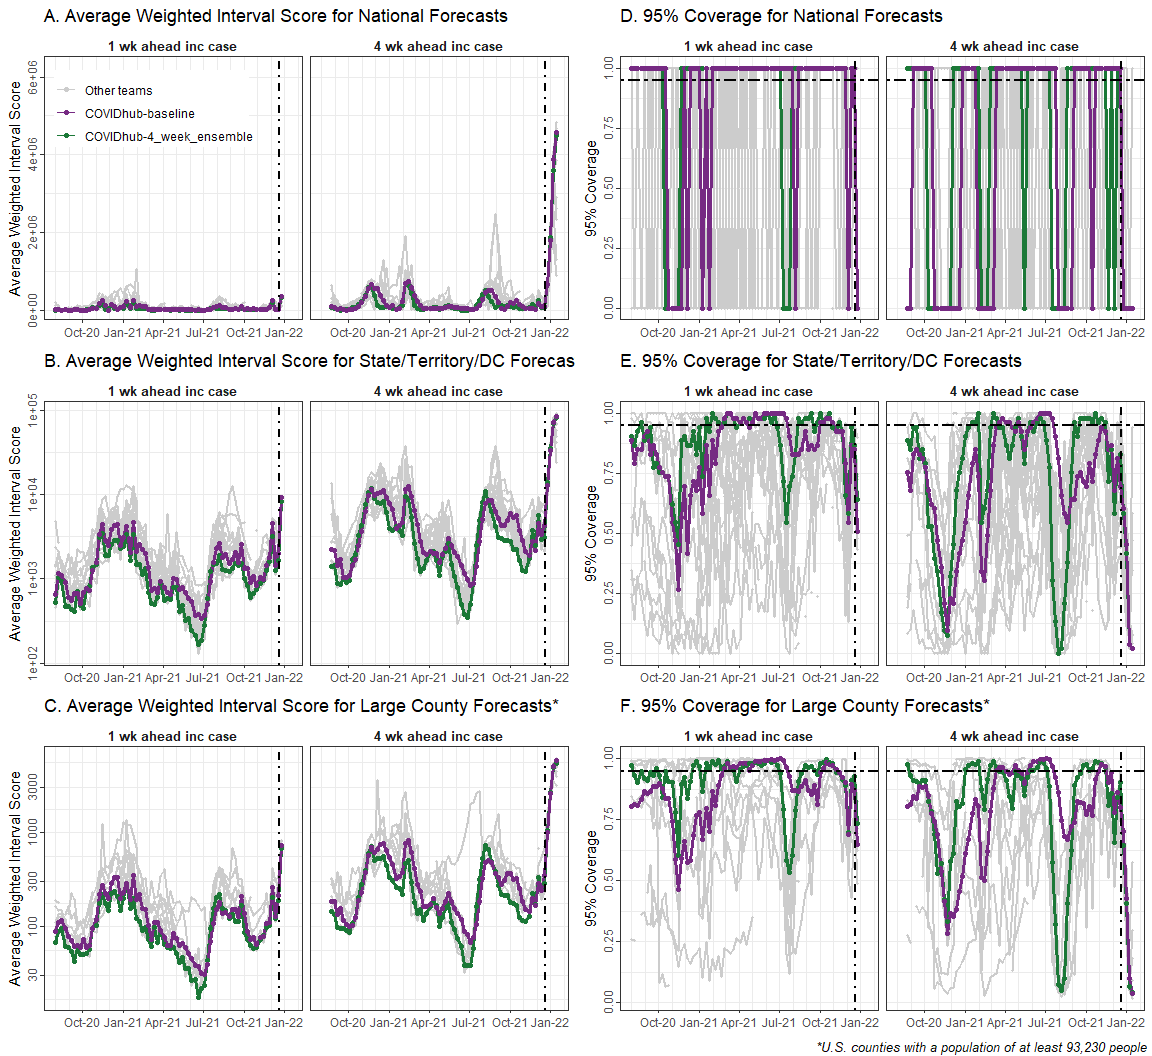 A. Average Weighted Interval Score for National Forecasts
1 wk ahead inc case
4 wk ahead inc case
Average Weighted Interval Score
6e+06
4e+06
2e+06
0e+00
Other teams
COVIDhub-baseline
COVIDhub-4_week_ensemble
Oct-20 Jan-21 Apr-21 Jul-21 Oct-21 Jan-22
Oct-20 Jan-21 Apr-21 Jul-21 Oct-21 Jan-22
D. 95% Coverage for National Forecasts
1 wk ahead inc case
4 wk ahead inc case
95% Coverage
1.00
0.75
0.50
0.25
0.00
Oct-20 Jan-21 Apr-21 Jul-21 Oct-21 Jan-22
Oct-20 Jan-21 Apr-21 Jul-21 Oct-21 Jan-22
B. Average Weighted Interval Score for State/Territory/DC Forecas
1 wk ahead inc case
4 wk ahead inc case
Average Weighted Interval Score
1e+05
1e+04
1e+03
1e+02
Oct-20 Jan-21 Apr-21 Jul-21 Oct-21 Jan-22
Oct-20 Jan-21 Apr-21 Jul-21 Oct-21 Jan-22
E. 95% Coverage for State/Territory/DC Forecasts
1 wk ahead inc case
4 wk ahead inc case
95% Coverage
1.00
0.75
0.50
0.25
0.00
Oct-20 Jan-21 Apr-21 Jul-21 Oct-21 Jan-22
Oct-20 Jan-21 Apr-21 Jul-21 Oct-21 Jan-22
C. Average Weighted Interval Score for Large County Forecasts*
1 wk ahead inc case
4 wk ahead inc case
Average Weighted Interval Score
3000
1000
300
100
30
Oct-20 Jan-21 Apr-21 Jul-21 Oct-21 Jan-22
Oct-20 Jan-21 Apr-21 Jul-21 Oct-21 Jan-22
F. 95% Coverage for Large County Forecasts*
1 wk ahead inc case
4 wk ahead inc case
95% Coverage
1.00
0.75
0.50
0.25
0.00
Oct-20 Jan-21 Apr-21 Jul-21 Oct-21 Jan-22
Oct-20 Jan-21 Apr-21 Jul-21 Oct-21 Jan-22
*U.S. counties with a population of at least 93,230 people